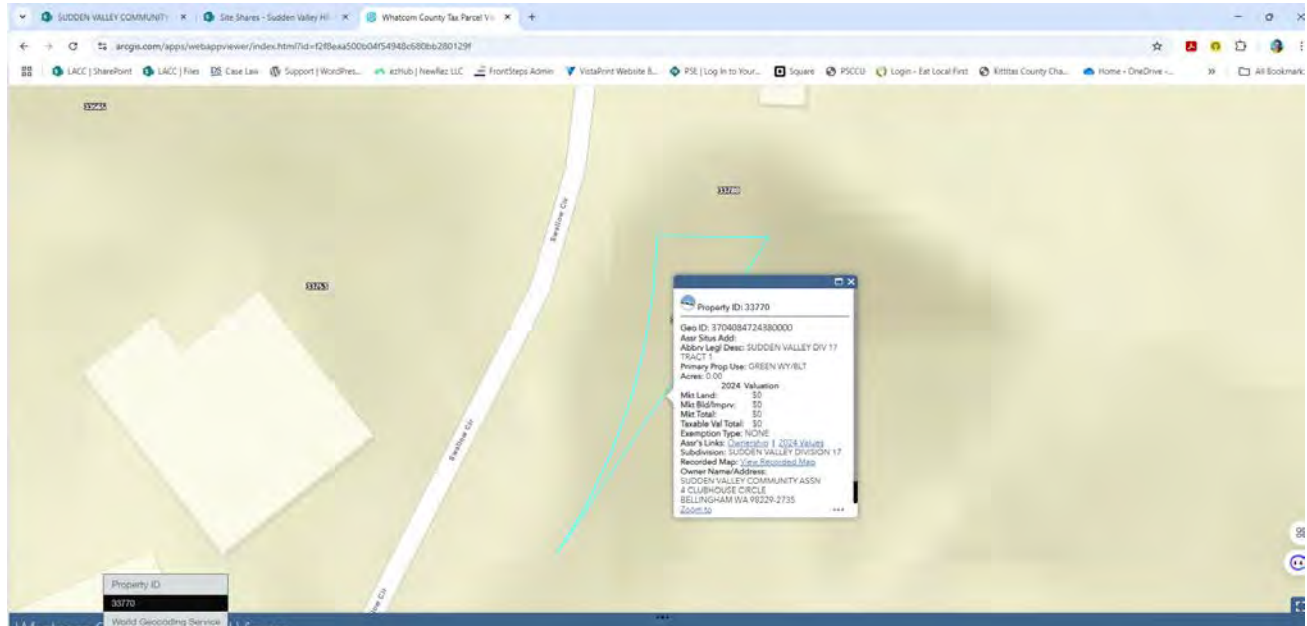 SUDDEN VALLEY COMMUNITY
Site Shares - Sudden Valley Hil
Whatcom County Tax Parcel Vi
arcgis.com/apps/webappviewer/index.html?id=f2f8eaa500b04f54948c680bb280129f
LACC | SharePoint
LACC | Files
Case Law
Support | WordPres...
ezHub | NewRez LLC
FrontSteps Admin
VistaPrint Website B...
PSE | Log In to Your...
Square
PSCCU
Login - Eat Local First
Kittitas County Cha...
Home - OneDrive -...
»
All Bookmarks
33780
Swallow Cir
33753
Property ID: 33770
Geo ID: 3704084724380000
Assr Situs Add:
Abbrv Legl Desc: SUDDEN VALLEY DIV 17
TRACT 1
Primary Prop Use: GREEN WY/BLT
Acres: 0.00
2024 Valuation
Mkt Land: $0
Mkt Bld/Imprv: $0
Mkt Total: $0
Taxable Val Total: $0
Exemption Type: NONE
Assr's Links: Ownership | 2024 Values
Subdivision: SUDDEN VALLEY DIVISION 17
Recorded Map: View Recorded Map
Owner Name/Address:
SUDDEN VALLEY COMMUNITY ASSN
4 CLUBHOUSE CIRCLE
BELLINGHAM WA 98229-2735
Zoom to
Swallow Cir
Property ID
33770
World Geocoding Service